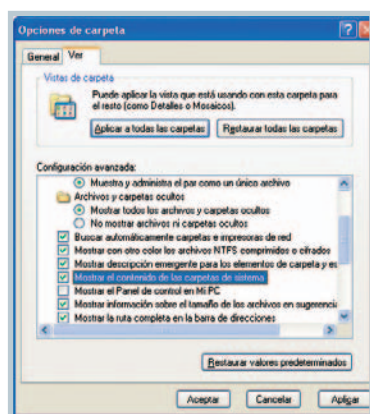 Opciones de carpeta
General Ver
Vistas de carpeta
Puede aplicar la vista que está usando con esta carpeta para
el resto (como Detalles o Mosaicos).
Aplicar a todas las carpetas Restaurar todas las carpetas
Configuración avanzada:
Muestra y administra el par como un único archivo
Archivos y carpetas ocultos
Mostrar todos los archivos y carpetas ocultos
No mostrar archivos ni carpetas ocultos
Buscar automáticamente carpetas e impresoras de red
Mostrar con otro color los archivos NTFS comprimidos o cifrados
Mostrar descripción emergente para los elementos de carpeta y es
Mostrar el contenido de las carpetas de sistema
Mostrar el Panel de control en Mi PC
Mostrar información sobre el tamaño de los archivos en sugerencia
Mostrar la ruta completa en la barra de direcciones
Restaurar valores predeterminados
Aceptar Cancelar Aplicar